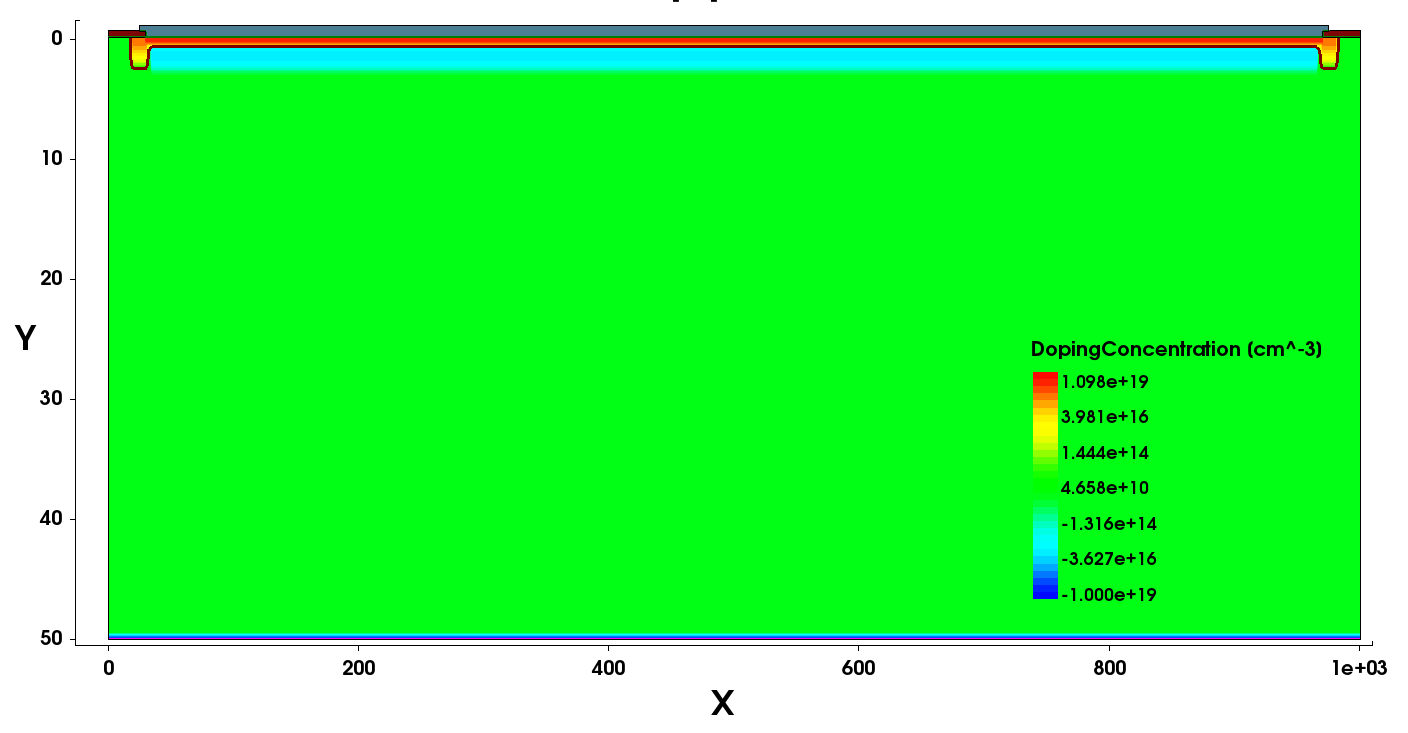 0
10
20
30
40
50
Y
DopingConcentration (cm^-3)
1.098e+19
3.981e+16
1.444e+14
4.658e+10
-1.316e+14
-3.627e+16
-1.000e+19
0 200 400 600 800 1e+03
X